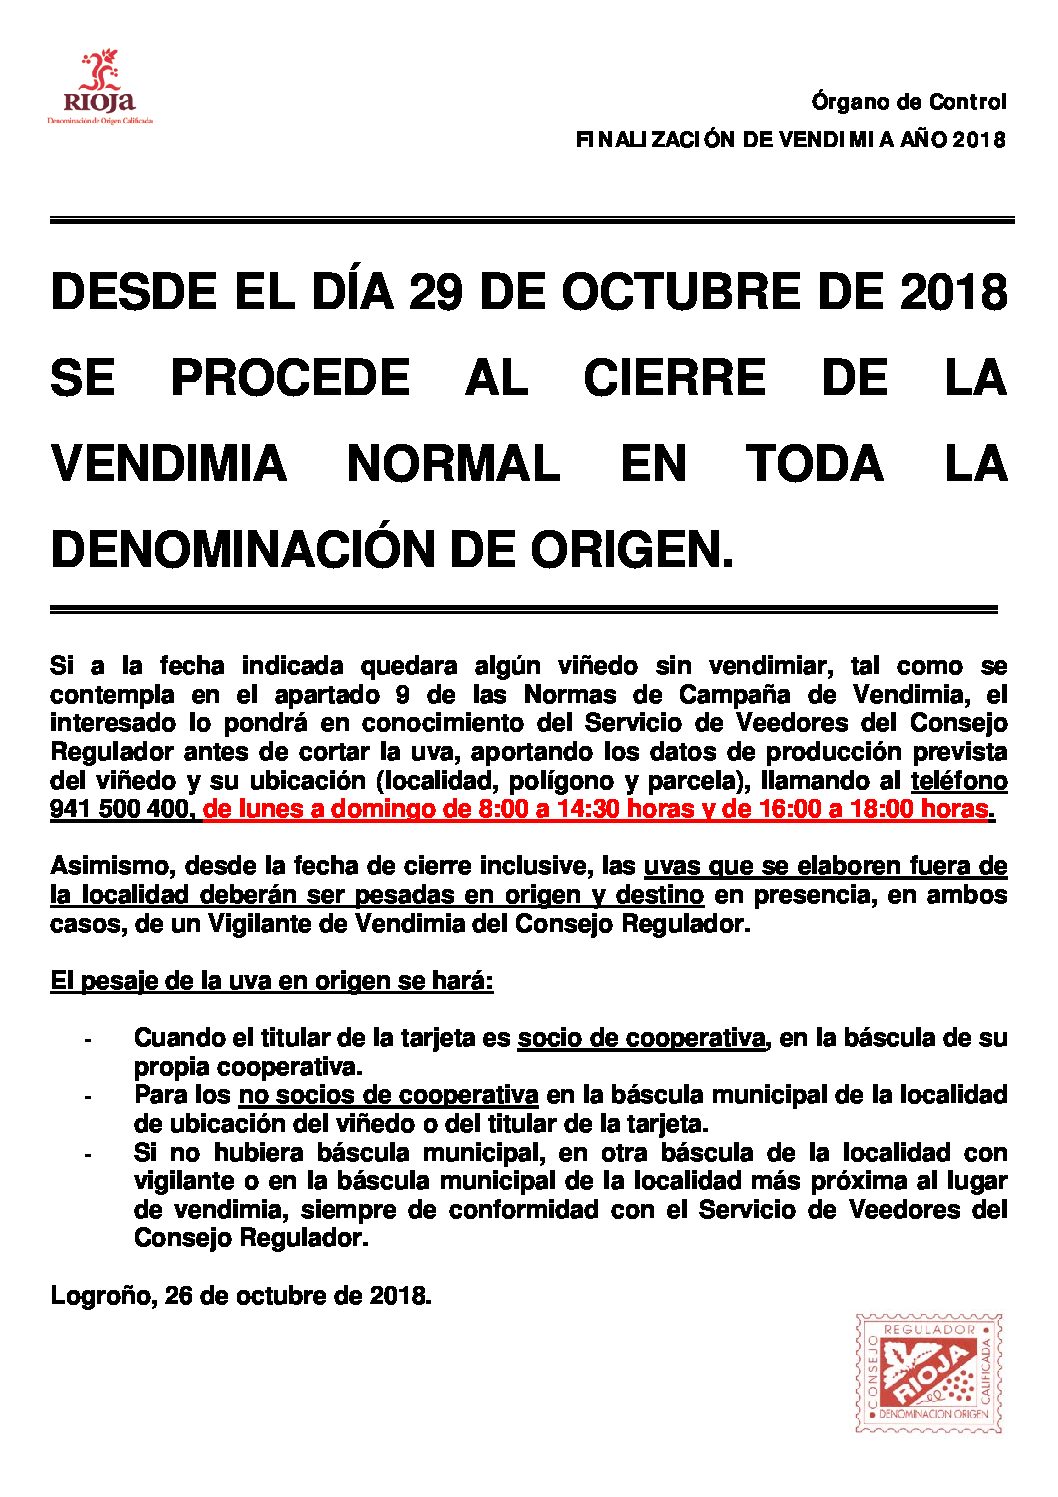 RIOJA
Denominación de Origen Calificada
Órgano de Control
FINALIZACIÓN DE VENDIMIA AÑO 2018
DESDE EL DÍA 29 DE OCTUBRE DE 2018
SE PROCEDE AL CIERRE DE LA
VENDIMIA NORMAL EN TODA LA
DENOMINACIÓN DE ORIGEN.
Si a la fecha indicada quedara algún viñedo sin vendimiar, tal como se
contempla en el apartado 9 de las Normas de Campaña de Vendimia, el
interesado lo pondrá en conocimiento del Servicio de Veedores del Consejo
Regulador antes de cortar la uva, aportando los datos de producción prevista
del viñedo y su ubicación (localidad, polígono y parcela), llamando al teléfono
941 500 400, de lunes a domingo de 8:00 a 14:30 horas y de 16:00 a 18:00 horas.
Asimismo, desde la fecha de cierre inclusive, las uvas que se elaboren fuera de
la localidad deberán ser pesadas en origen y destino en presencia, en ambos
casos, de un Vigilante de Vendimia del Consejo Regulador.
El pesaje de la uva en origen se hará:
- Cuando el titular de la tarjeta es socio de cooperativa, en la báscula de su
propia cooperativa.
- Para los no socios de cooperativa en la báscula municipal de la localidad
de ubicación del viñedo o del titular de la tarjeta.
- Si no hubiera báscula municipal, en otra báscula de la localidad con
vigilante o en la báscula municipal de la localidad más próxima al lugar
de vendimia, siempre de conformidad con el Servicio de Veedores del
Consejo Regulador.
Logroño, 26 de octubre de 2018.
CONSEJO
REGULADOR
RIOJA
DENOMINACION ORIGEN
CALIFICADA